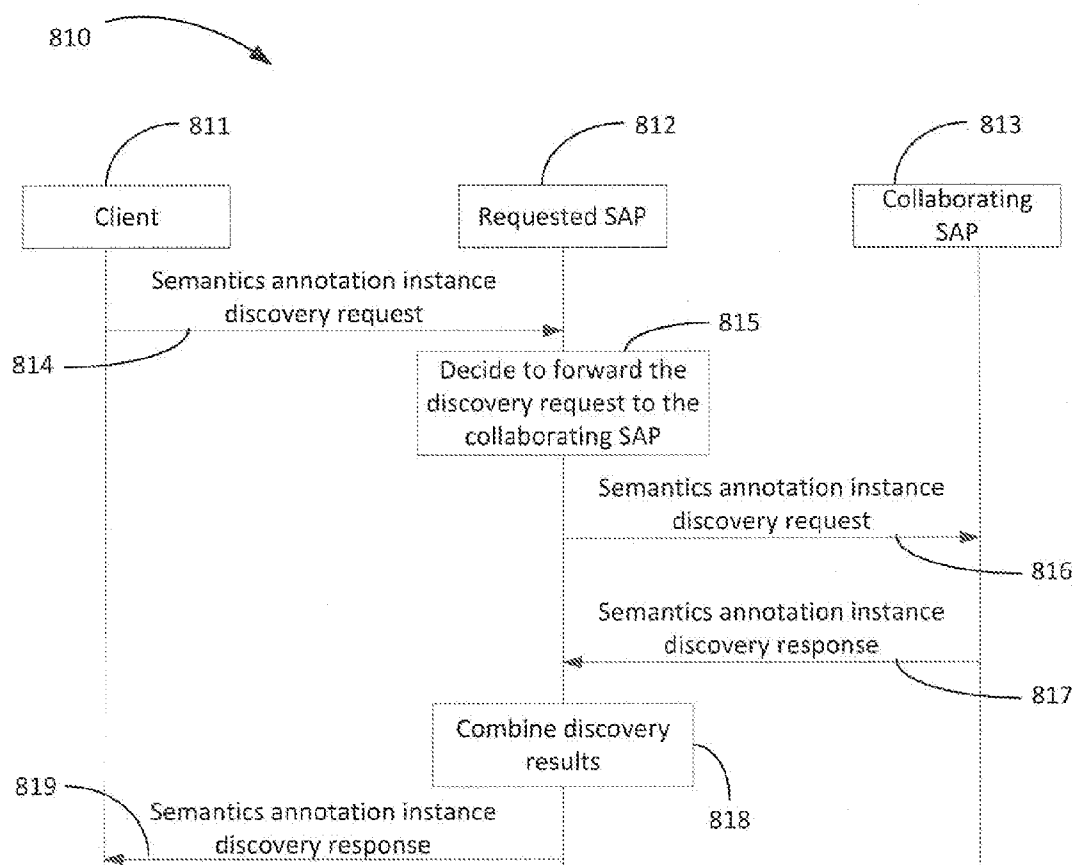 810
811
812
813
Client
Requested SAP
Collaborating
SAP
Semantics annotation instance
discovery request
814
815
Decide to forward the
discovery request to the
collaborating SAP
Semantics annotation instance
discovery request
816
Semantics annotation instance
discovery response
817
Combine discovery
results
818
819
Semantics annotation instance
discovery response